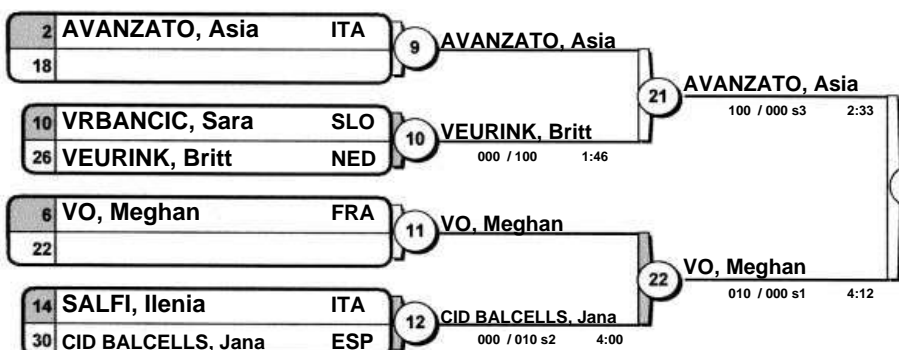 2 AVANZATO, Asia ITA
18
9
AVANZATO, Asia
10 VRBANCIC, Sara SLO
26 VEURINK, Britt NED
10
VEURINK, Britt
000 / 100 1:46
21
AVANZATO, Asia
100 / 000 s3 2:33
6 VO, Meghan FRA
22
11
VO, Meghan
14 SALFI, Ilenia ITA
30 CID BALCELLS, Jana ESP
12
CID BALCELLS, Jana
000 / 010 s2 4:00
22
VO, Meghan
010 / 000 s1 4:12